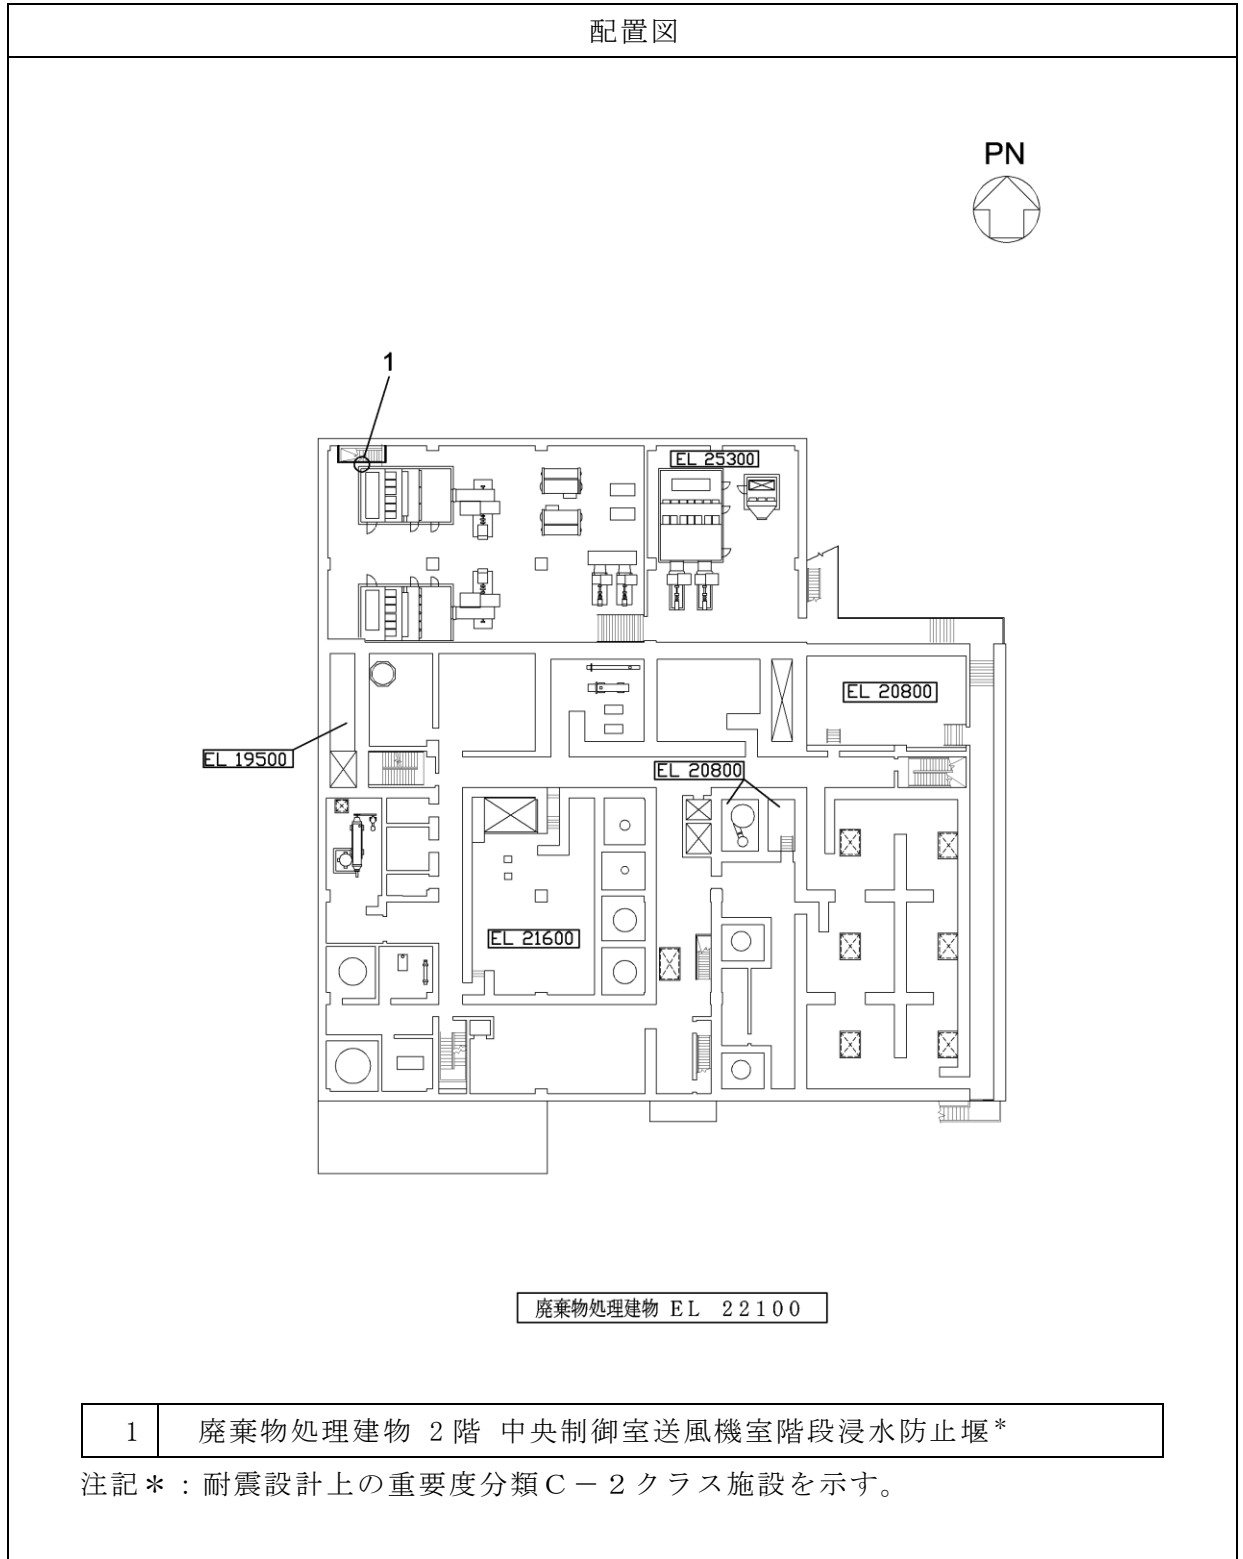 配置図
PN
1
EL 25300
EL 20800
EL 19500
EL 20800
EL 21600
廃棄物処理建物 EL 22100
1 廃棄物処理建物 2階 中央制御室送風機室階段浸水防止堰*
注記*:耐震設計上の重要度分類C-2クラス施設を示す。